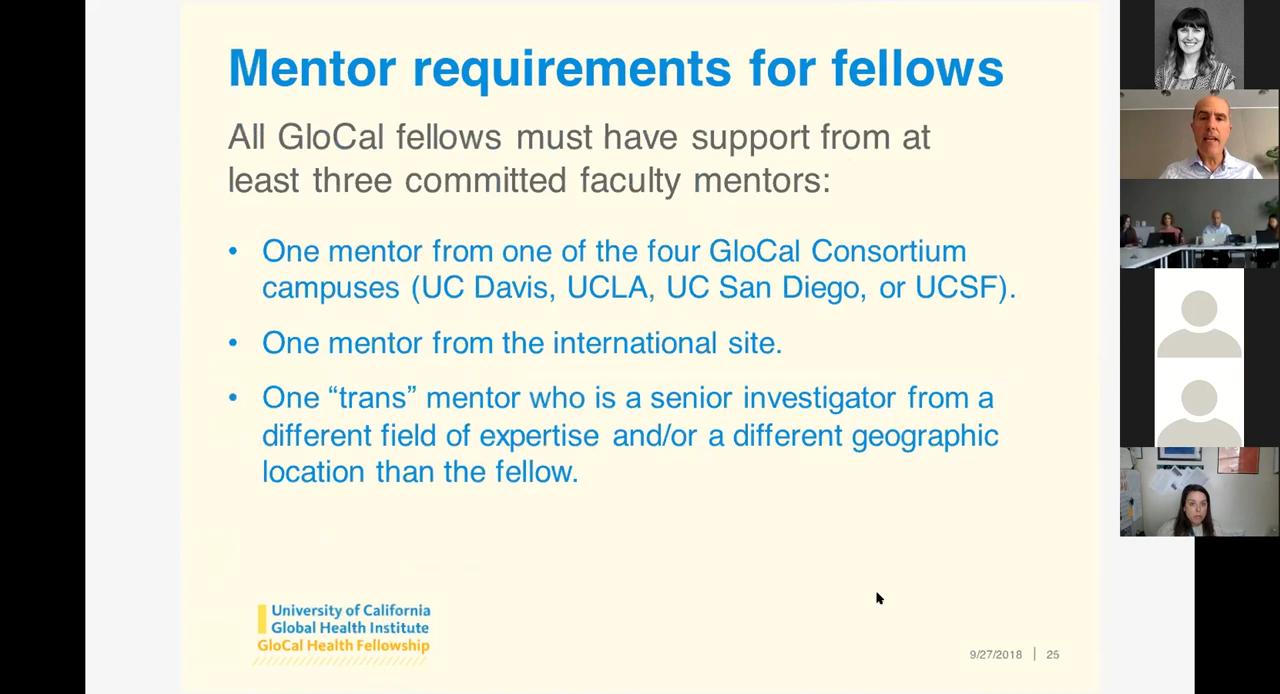 Mentor requirements for fellows
All GloCal fellows must have support from at
least three committed faculty mentors:
• One mentor from one of the four GloCal Consortium
campuses (UC Davis, UCLA, UC San Diego, or UCSF).
• One mentor from the international site.
• One “trans” mentor who is a senior investigator from a
different field of expertise and/or a different geographic
location than the fellow.
University of California
Global Health Institute
GloCal Health Fellowship
9/27/2018 | 25